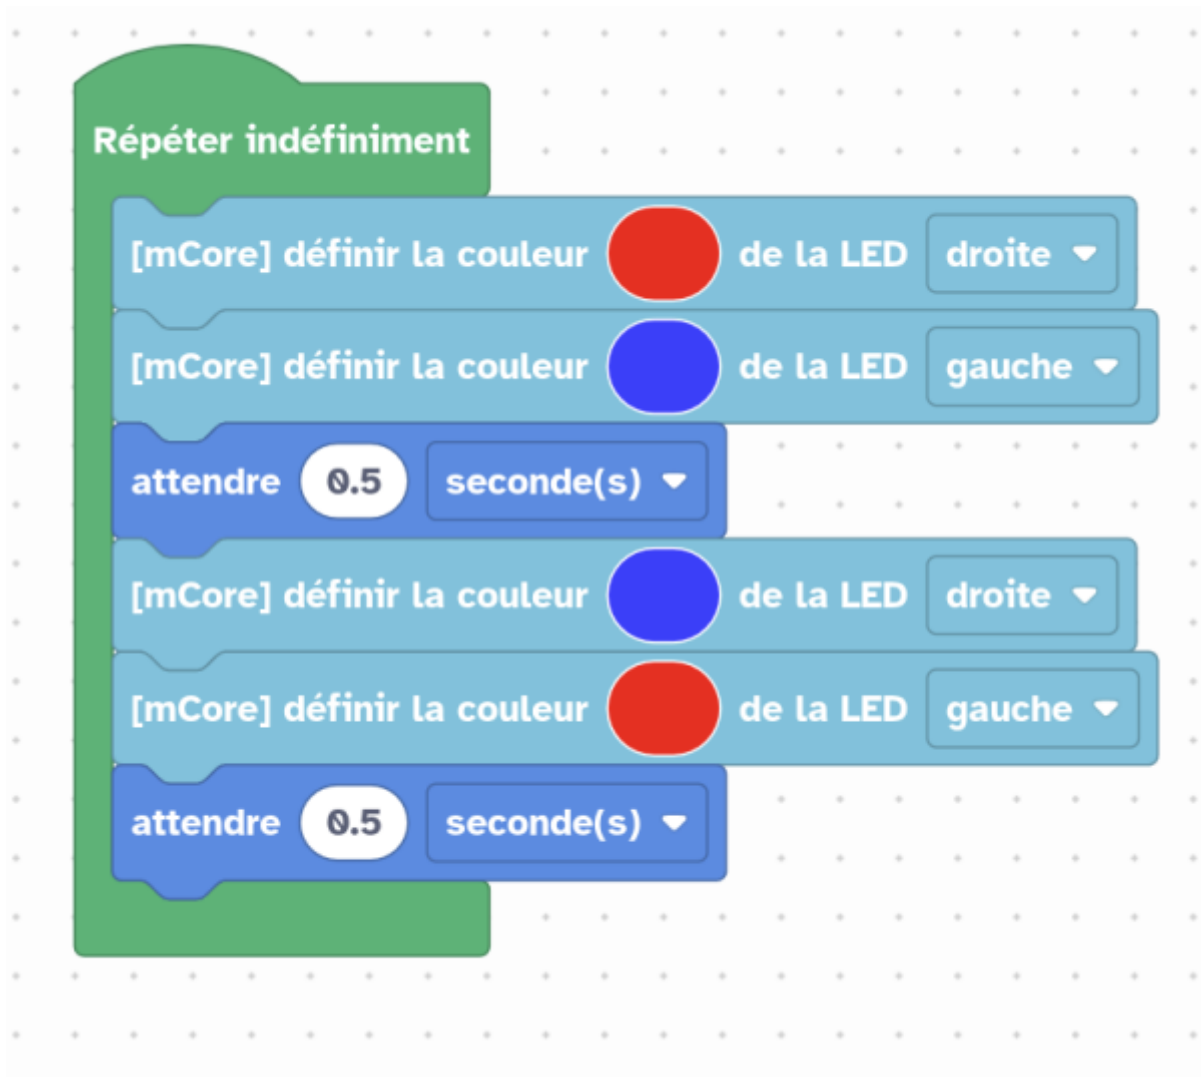 Répéter indéfiniment
[mCore] définir la couleur de la LED droite
[mCore] définir la couleur de la LED gauche
attendre 0.5 seconde(s)
[mCore] définir la couleur de la LED droite
[mCore] définir la couleur de la LED gauche
attendre 0.5 seconde(s)